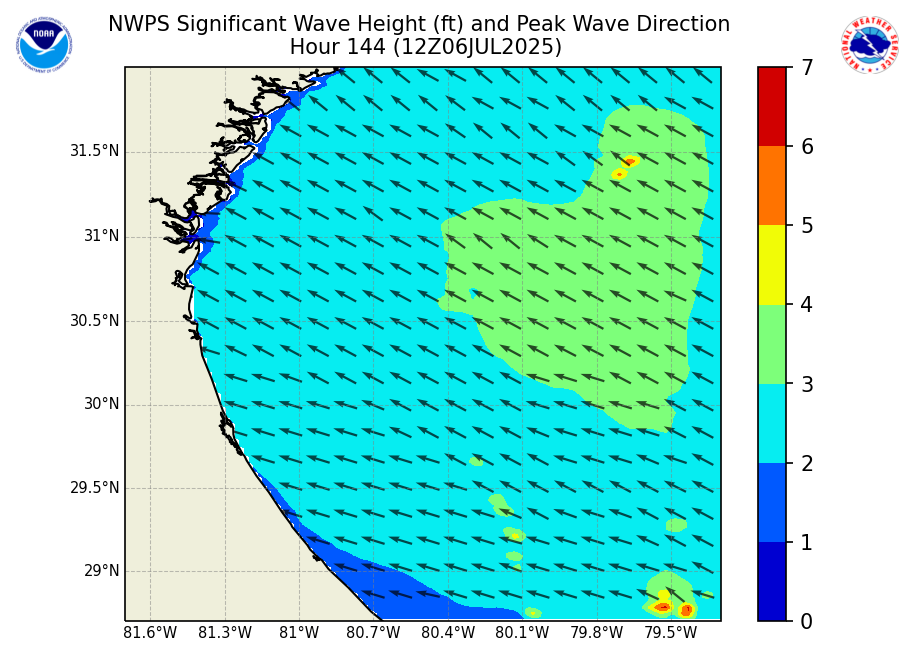 NWPS Significant Wave Height (ft) and Peak Wave Direction
Hour 144 (12Z06JUL2025)
NOAA
NATIONAL WEATHER SERVICE
31.5°N
31°N
30.5°N
30°N
29.5°N
29°N
81.6°W 81.3°W 81°W 80.7°W 80.4°W 80.1°W 79.8°W 79.5°W
7
6
5
4
3
2
1
0